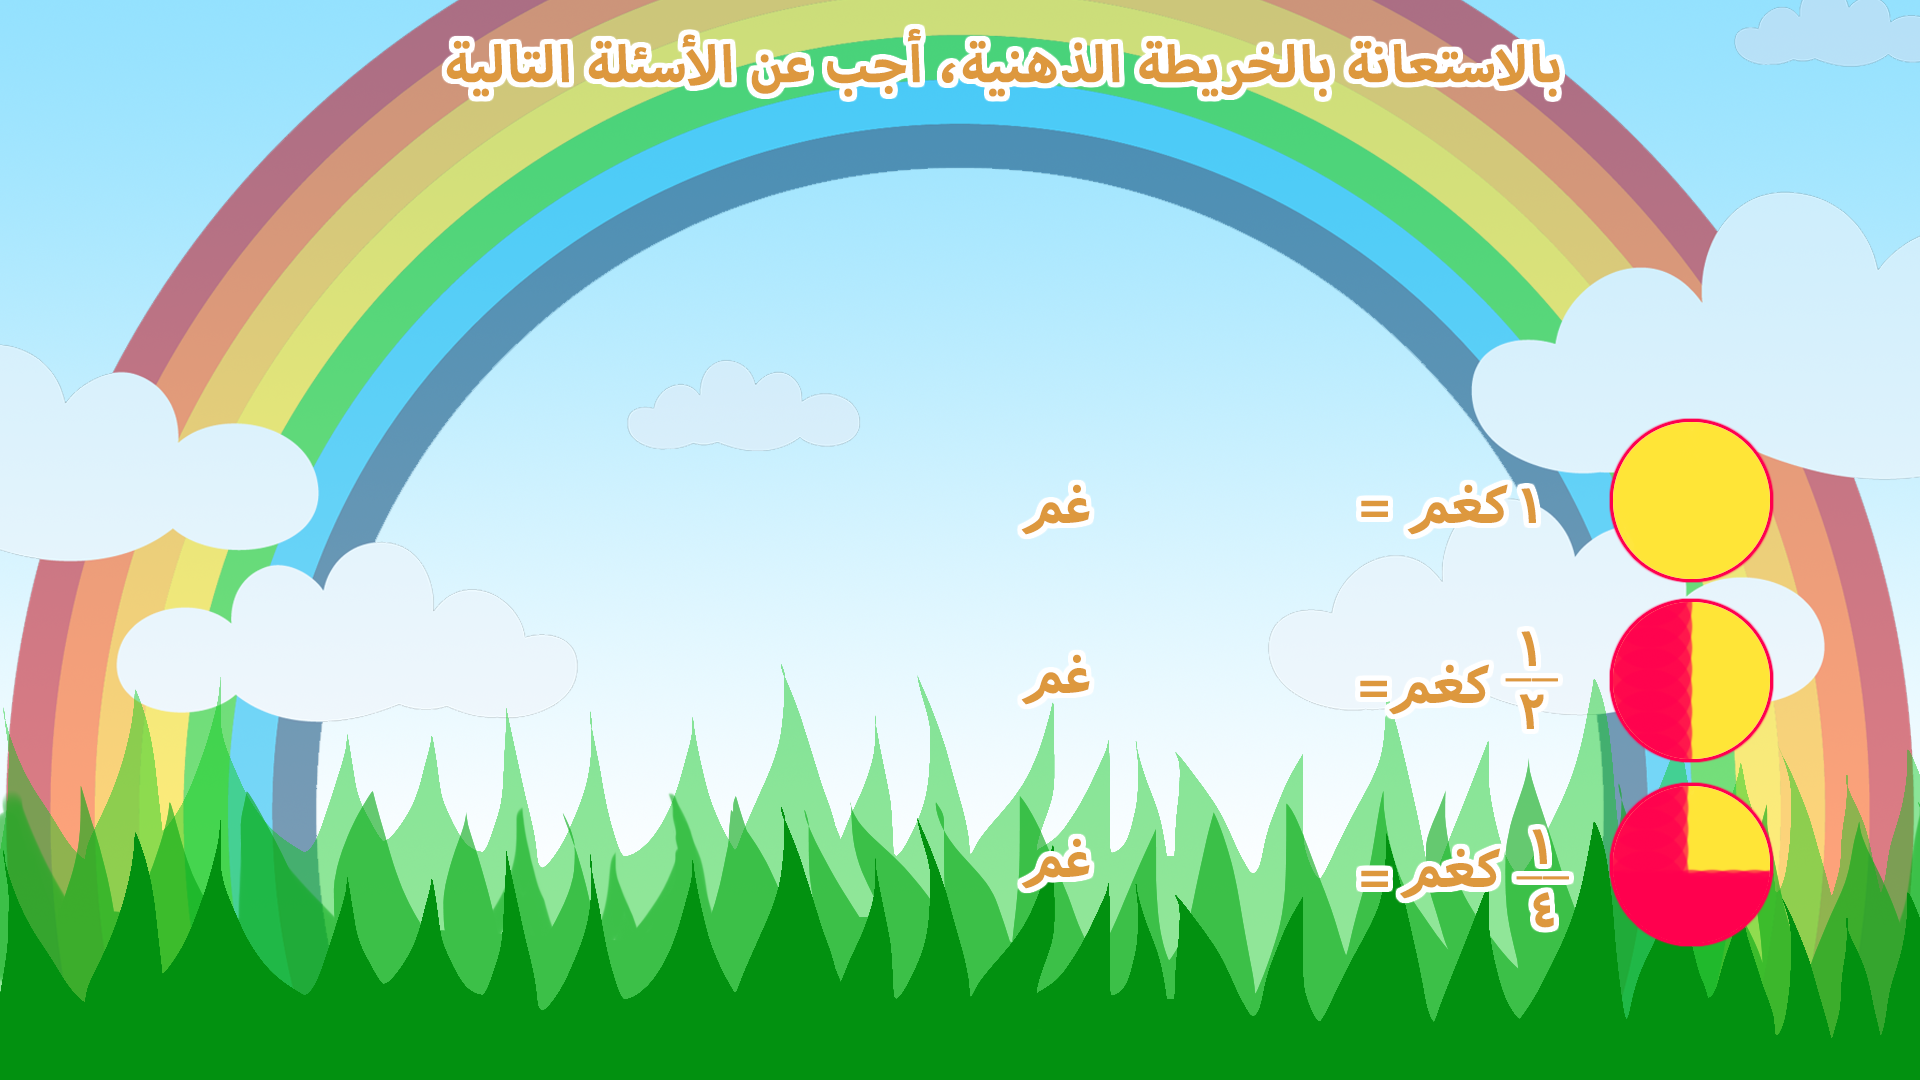 بالاستعانة بالخريطة الذهنية، أجب عن الأسئلة التالية
١ كغم = غم
١/٢ كغم = غم
١/٤ كغم = غم